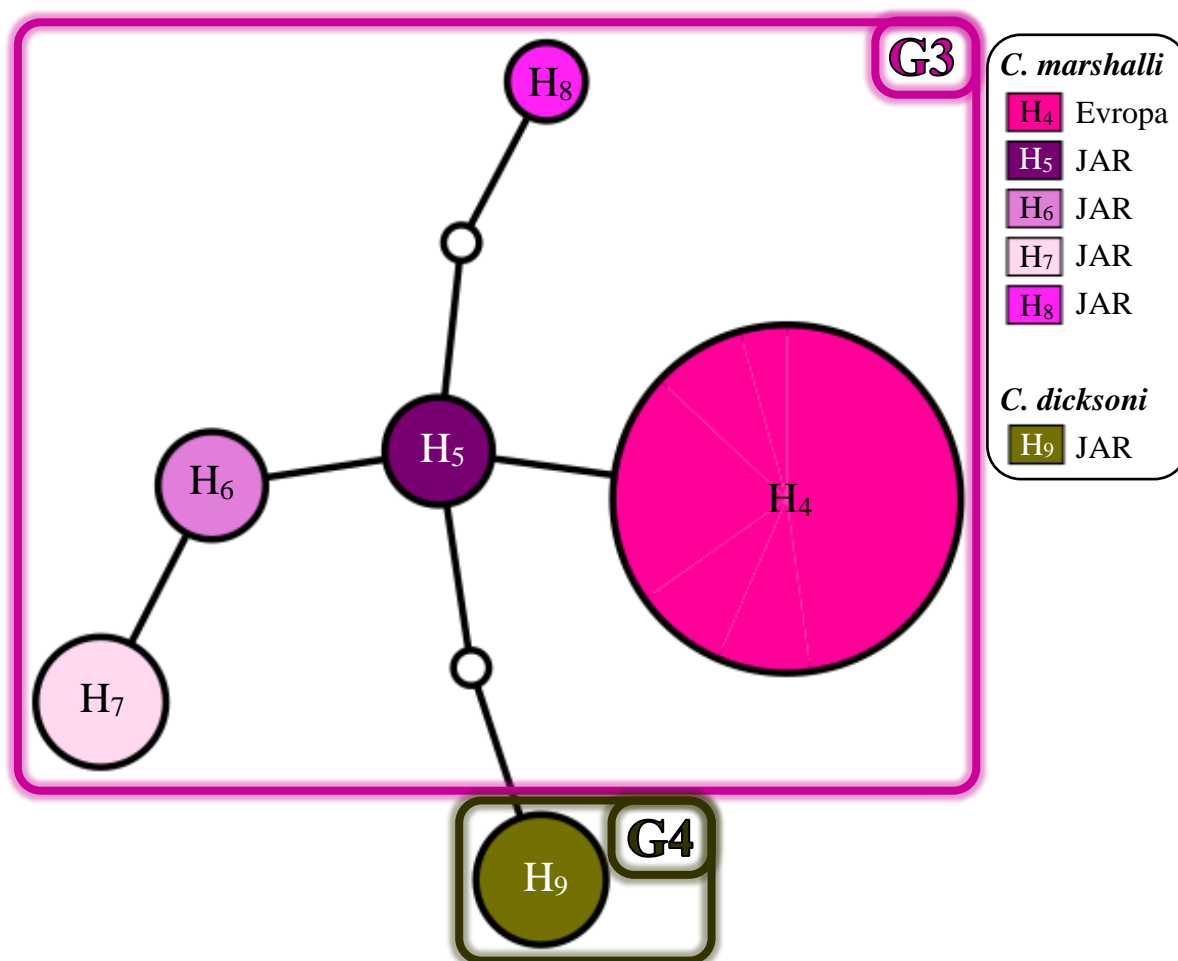 G3
H₈
H₅
H₄
H₆
H₇
G4
H₉
C. marshalli
H₄ Evropa
H₅ JAR
H₆ JAR
H₇ JAR
H₈ JAR
C. dicksoni
H₉ JAR